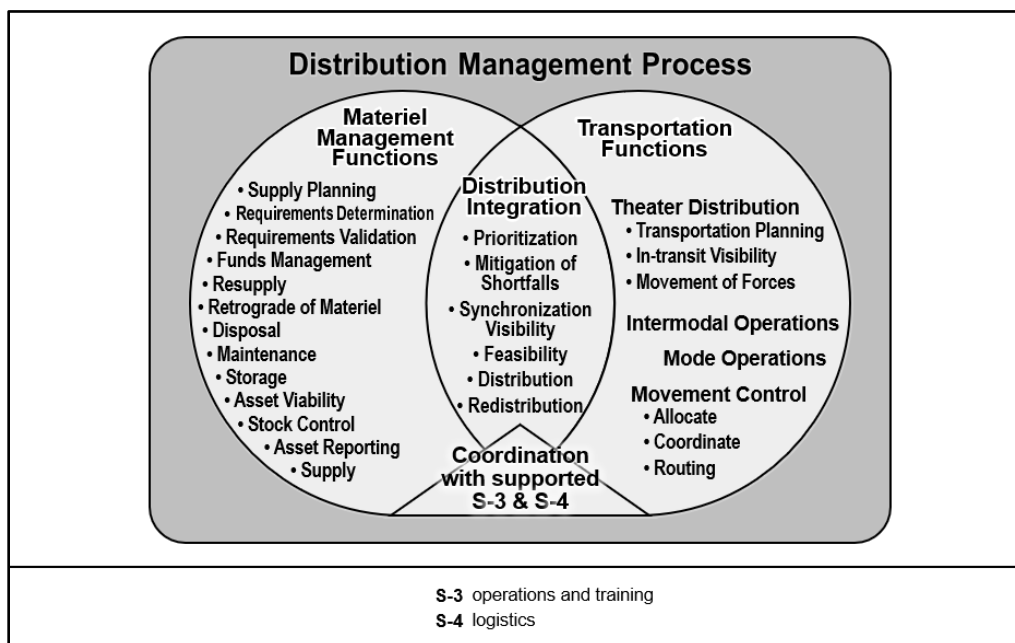 Distribution Management Process
Materiel
Management
Functions
• Supply Planning
• Requirements Determination
• Requirements Validation
• Funds Management
• Resupply
• Retrograde of Materiel
• Disposal
• Maintenance
• Storage
• Asset Viability
• Stock Control
• Asset Reporting
• Supply
Distribution
Integration
• Prioritization
• Mitigation of
Shortfalls
• Synchronization
Visibility
• Feasibility
• Distribution
• Redistribution
Coordination
with supported
S-3 & S-4
Transportation
Functions
Theater Distribution
• Transportation Planning
• In-transit Visibility
• Movement of Forces
Intermodal Operations
Mode Operations
Movement Control
• Allocate
• Coordinate
• Routing
S-3 operations and training
S-4 logistics